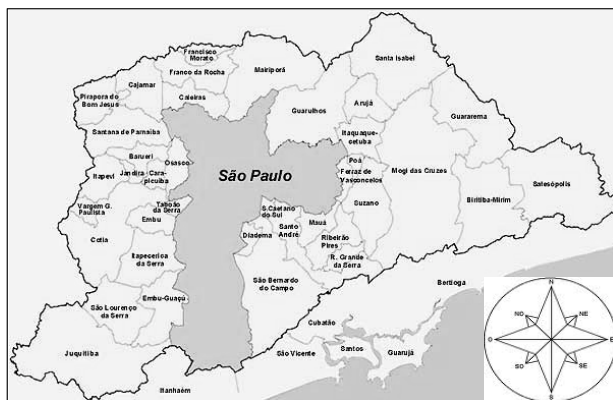 Francisco
Morato
Franco da Rocha
Mairiporã
Santa Isabel
Cajamar
Pirapora do
Bom Jesus
Caieiras
Guarulhos
Arujá
Guararema
Santana de Parnaíba
Itaquaque-
cetuba
Barueri
Osasco
Itapevi
Jandira
Cara-
picuíba
São Paulo
Poá
Ferraz de
Vasconcelos
Mogi das Cruzes
Salesópolis
Vargem G.
Paulista
Taboão
da Serra
Embu
S.Caetano
do Sul
Suzano
Biritiba-Mirim
Cotia
Diadema
Santo
André
Mauá
Ribeirão
Pires
Itapecerica
da Serra
R. Grande
da Serra
São Bernardo
do Campo
Embu-Guaçú
São Lourenço
da Serra
Bertioga
Juquitiba
Cubatão
São Vicente
Santos
Guarujá
Itanhaém
N
NO
NE
O
E
SO
SE
S